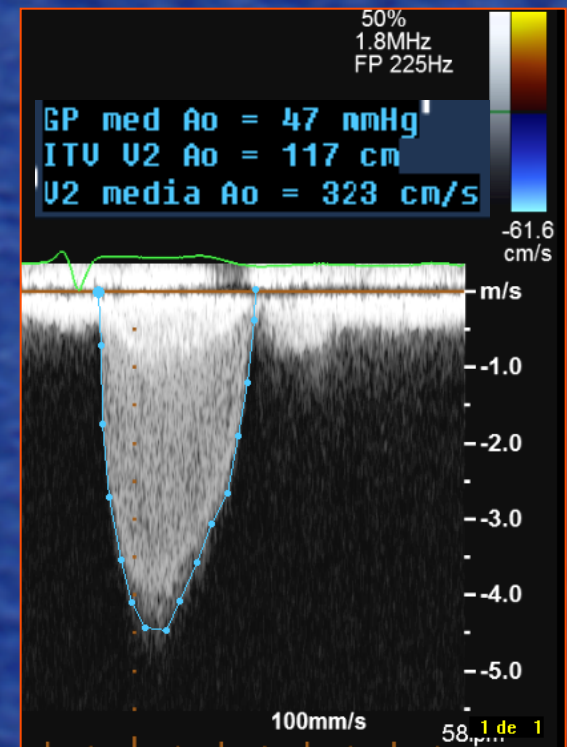 50%
1.8MHz
FP 225Hz
GP med Ao = 47 mmHg
ITV V2 Ao = 117 cm
V2 media Ao = 323 cm/s
-61.6
cm/s
m/s
-1.0
-2.0
-3.0
-4.0
-5.0
100mm/s
1 de 1